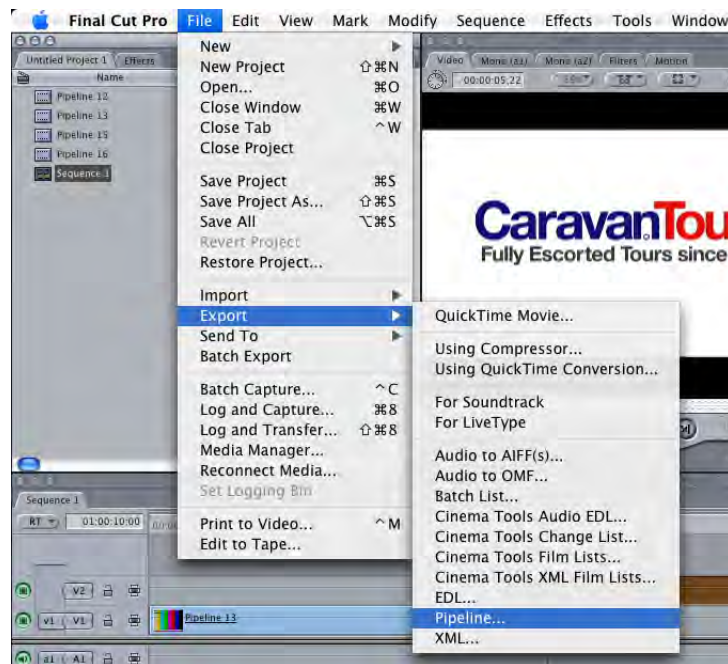 Final Cut Pro File Edit View Mark Modify Sequence Effects Tools Window
Untitled Project 1 Effects
Name
Pipeline 12
Pipeline 13
Pipeline 15
Pipeline 16
Sequence 1
New
New Project ⇧⌘N
Open... ⌘O
Close Window ⌘W
Close Tab ^W
Close Project
Save Project ⌘S
Save Project As... ⇧⌘S
Save All ⌥⌘S
Revert Project
Restore Project...
Import
Export
Send To
Batch Export
Batch Capture... ^C
Log and Capture... ⌘8
Log and Transfer... ⇧⌘8
Media Manager...
Reconnect Media...
Set Logging Bin
Print to Video... ^M
Edit to Tape...
QuickTime Movie...
Using Compressor...
Using QuickTime Conversion...
For Soundtrack
For LiveType
Audio to AIFF(s)...
Audio to OMF...
Batch List...
Cinema Tools Audio EDL...
Cinema Tools Change List...
Cinema Tools Film Lists...
Cinema Tools XML Film Lists...
EDL...
Pipeline...
XML...
Video Mono (a1) Mono (a2) Filters Motion
00:00:05;22
CaravanTou
Fully Escorted Tours since
Sequence 1
RT 01:00:10:00
V2
v1 V1 Pipeline 13
a1 A1